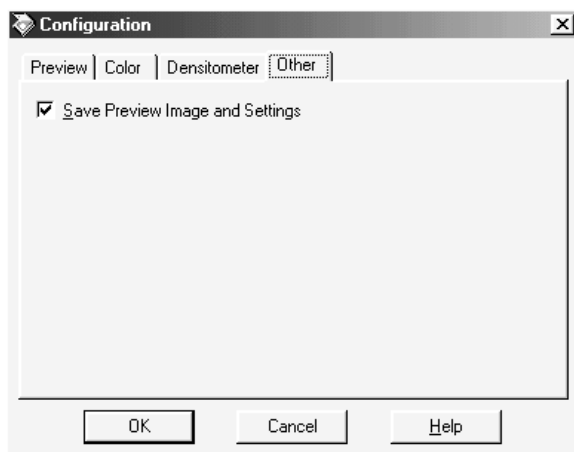 Configuration
Preview Color Densitometer Other
Save Preview Image and Settings
OK Cancel Help